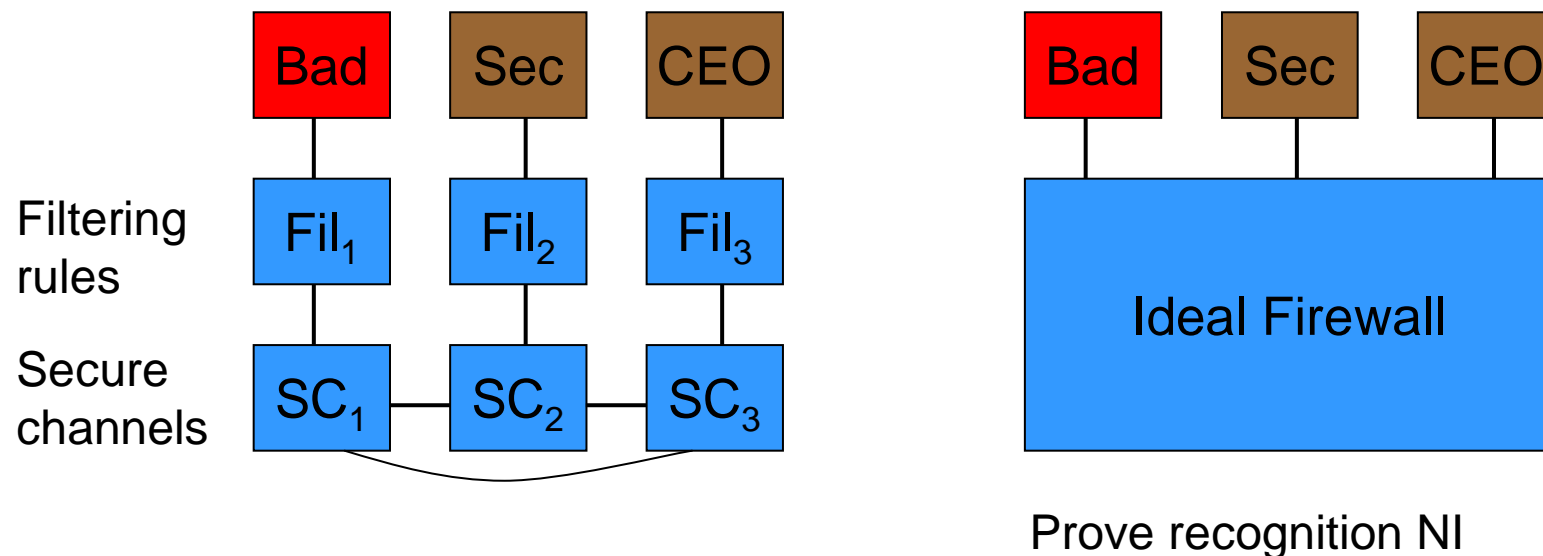 Bad Sec CEO
Filtering
rules
Fil₁ Fil₂ Fil₃
Secure
channels
SC₁ SC₂ SC₃
Bad Sec CEO
Ideal Firewall
Prove recognition NI